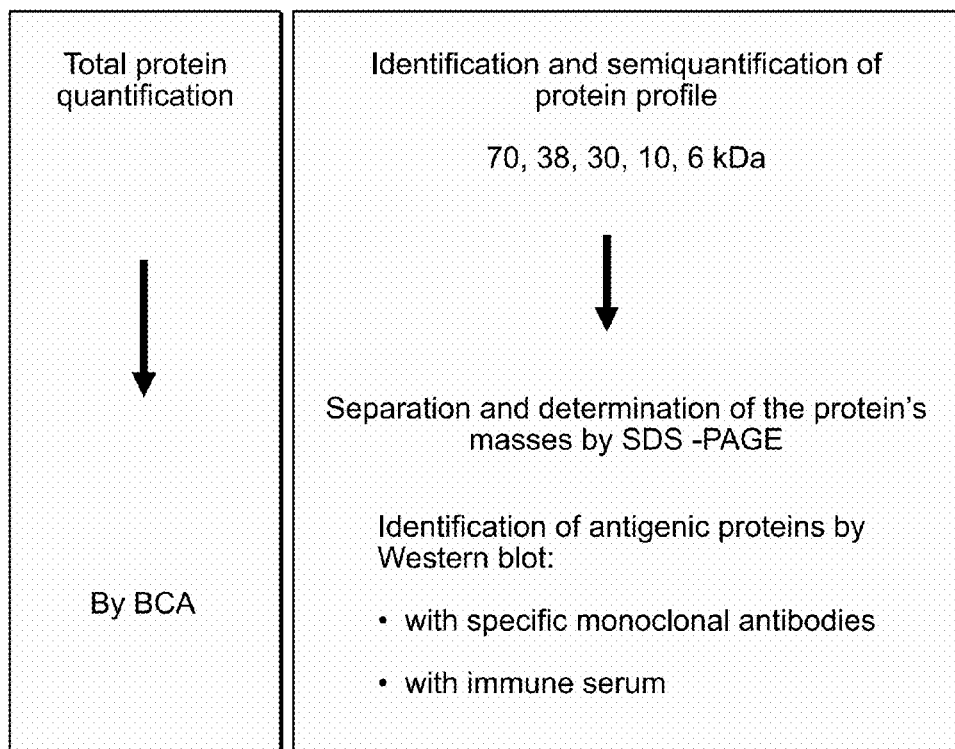 Total protein
quantification
By BCA
Identification and semiquantification of
protein profile
70, 38, 30, 10, 6 kDa
Separation and determination of the protein's
masses by SDS -PAGE
Identification of antigenic proteins by
Western blot:
• with specific monoclonal antibodies
• with immune serum